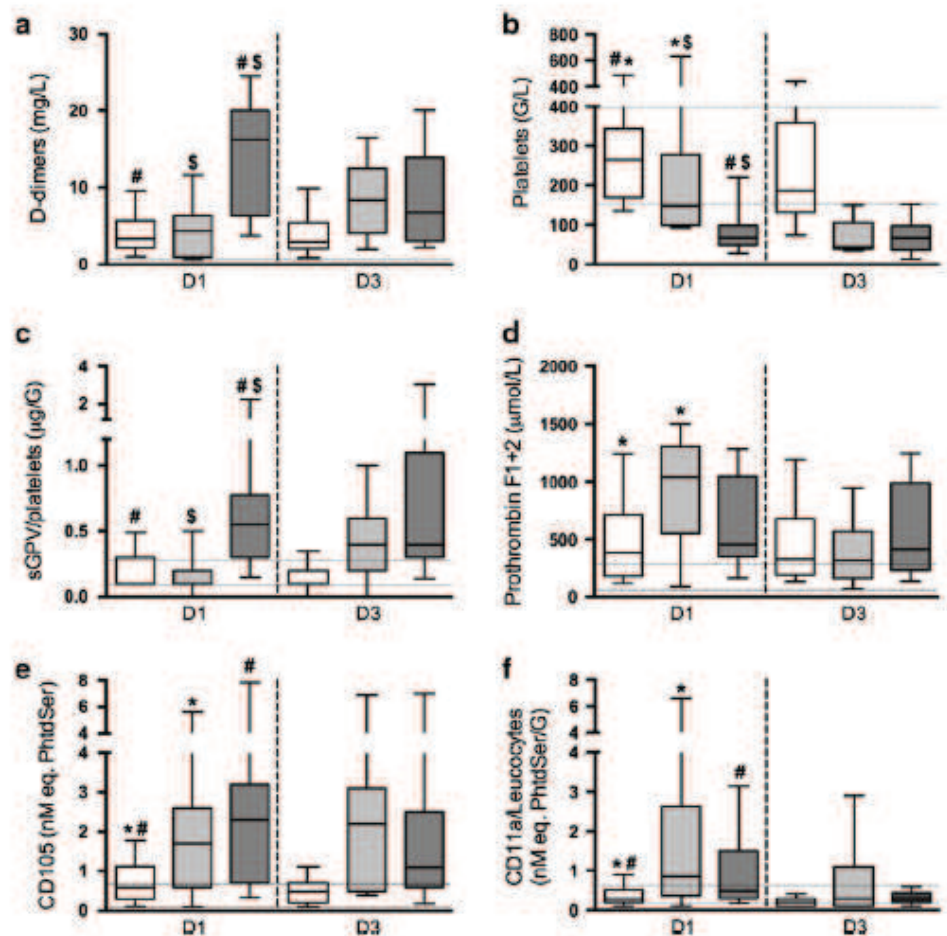 a
D-dimers (mg/L)
30
20
10
0
#
$
# $
D1
D3
b
Platelets (G/L)
800
600
400
400
300
200
100
0
# *
* $
# $
D1
D3
c
sGPV/platelets (µg/G)
4
2
1.0
0.5
0.0
#
$
# $
D1
D3
d
Prothrombin F1+2 (µmol/L)
2000
1500
1000
500
0
*
*
D1
D3
e
CD105 (nM eq. PhtdSer)
8
6
4
4
3
2
1
0
* #
*
#
D1
D3
f
CD11a/Leucocytes
(nM eq. PhtdSer/G)
8
6
4
4
3
2
1
0
* #
*
#
D1
D3